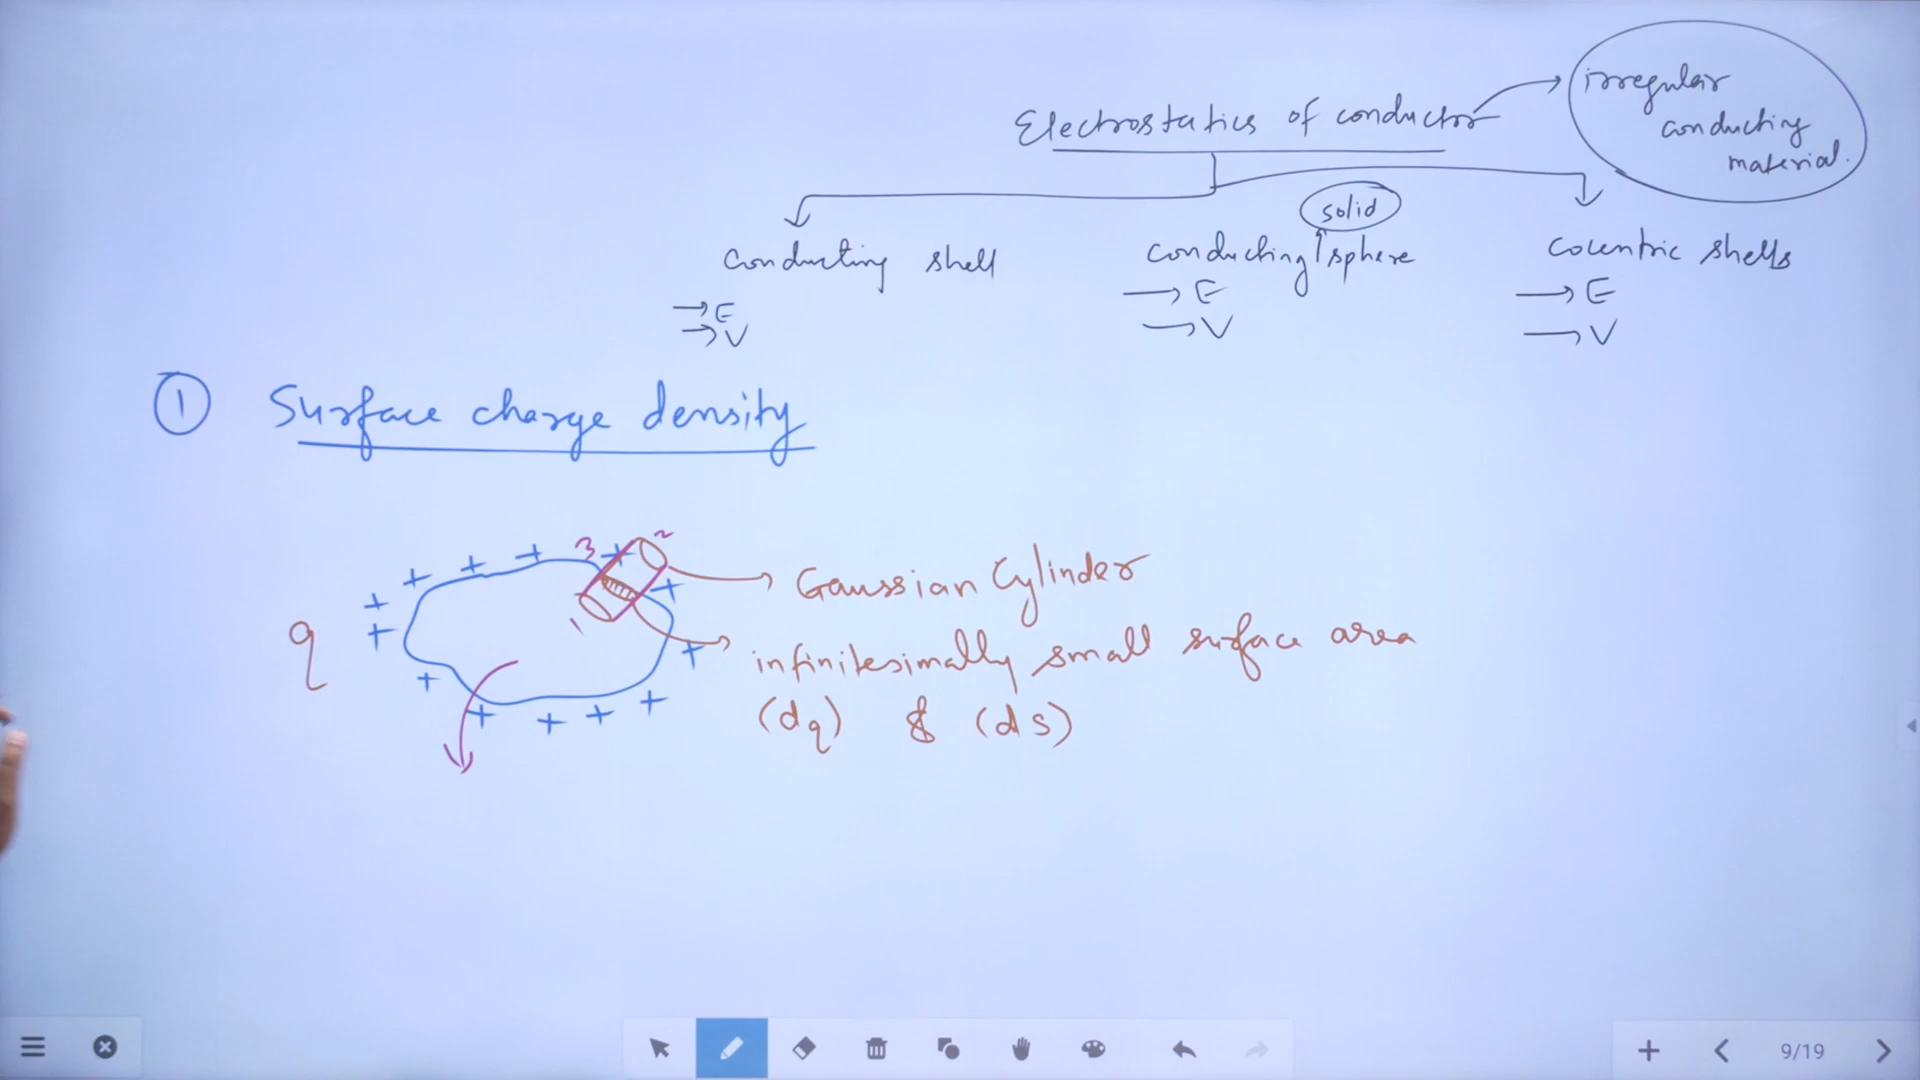 Electrostatics of conductor
irregular
conducting
material.
solid
conducting shell
conducting sphere
cocentric shells
→ E
→ V
→ E
→ V
→ E
→ V
① Surface charge density
+ + + + + + + + + + + + + +
3 2
1
q
Gaussian Cylinder
infinitesimally small surface area
(dq) & (ds)
9/19